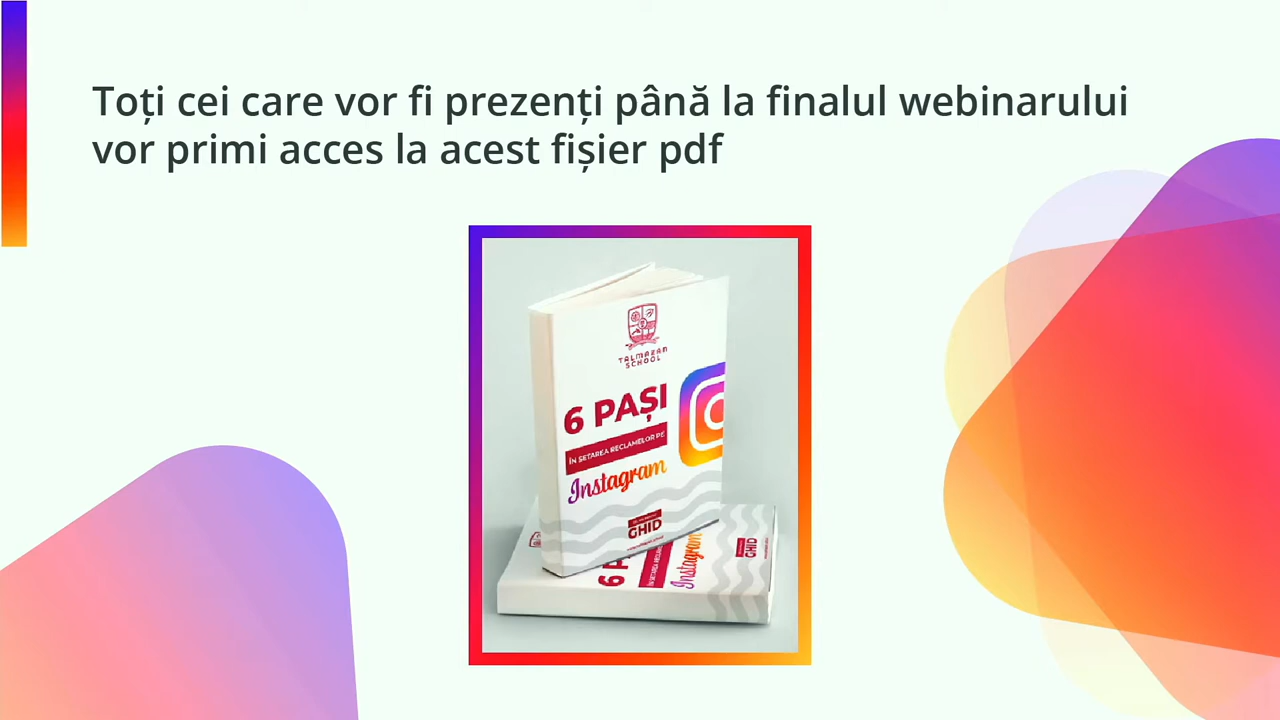 Toți cei care vor fi prezenți până la finalul webinarului
vor primi acces la acest fișier pdf
TALMAZAN
SCHOOL
6 PAȘI
ÎN SETAREA RECLAMELOR PE
Instagram
GHID
6 P
Instagram
GHID